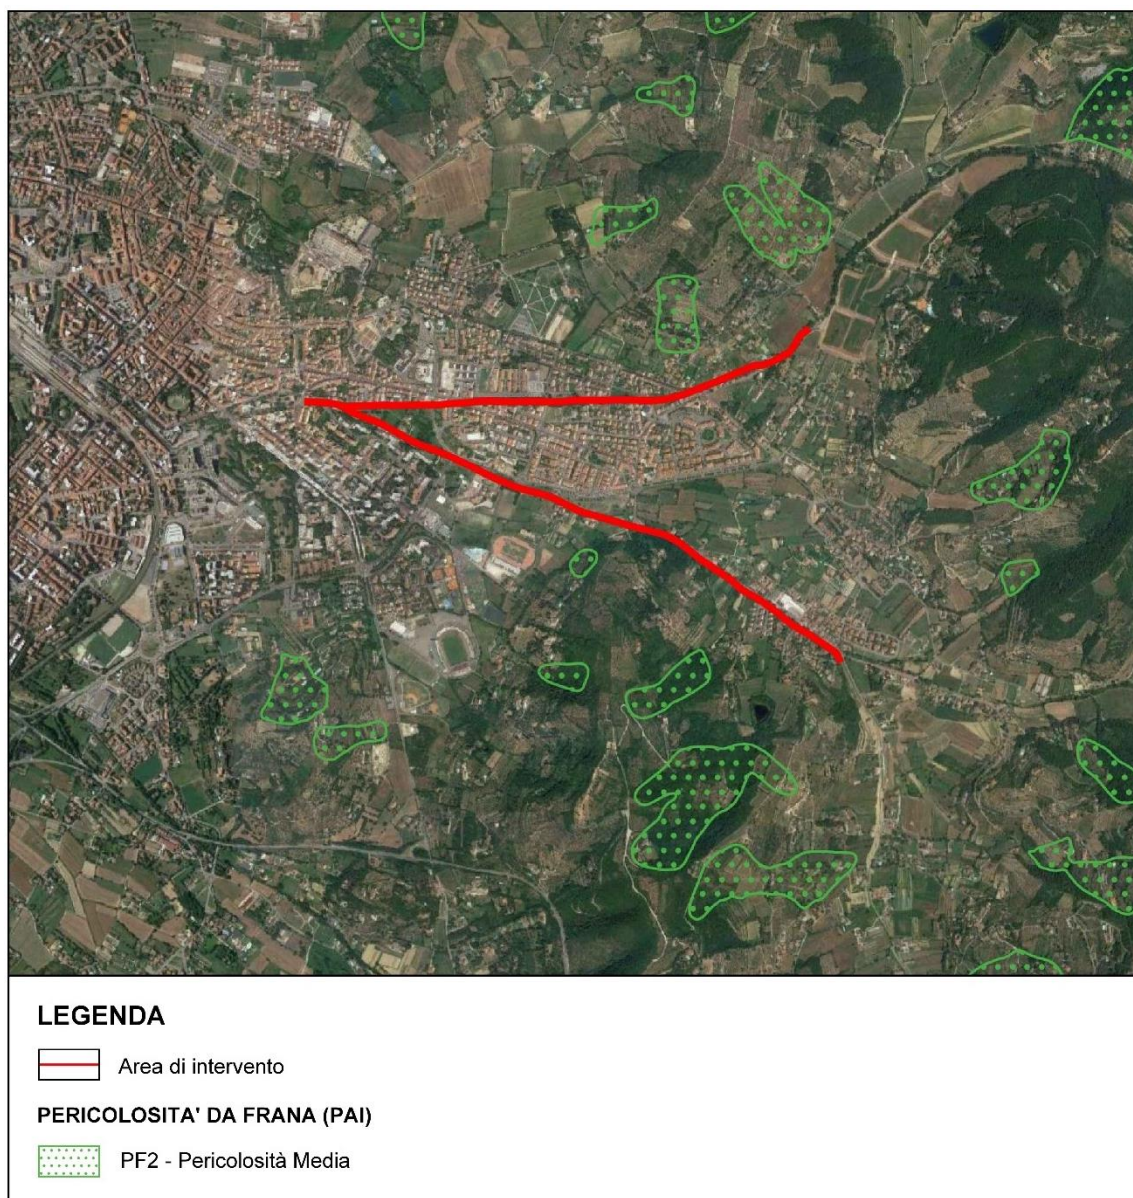 LEGENDA
Area di intervento
PERICOLOSITA' DA FRANA (PAI)
PF2 - Pericolosità Media